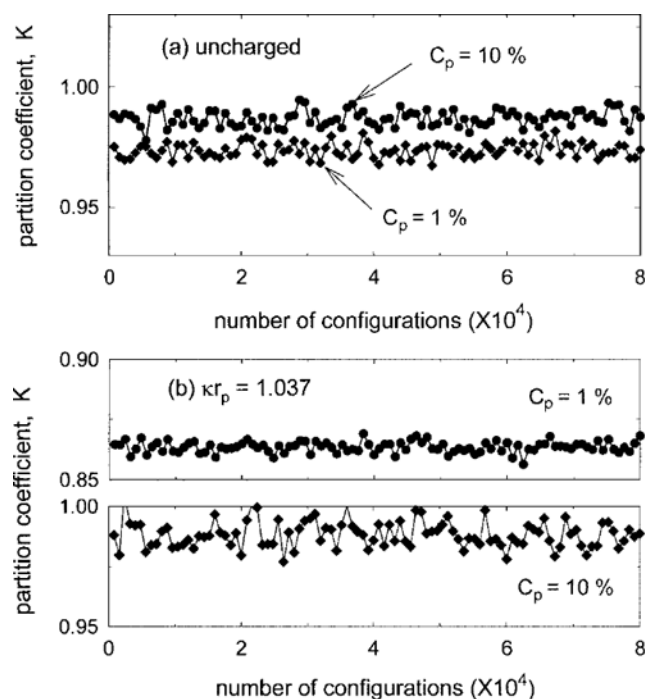 (a) uncharged
C_p = 10 %
1.00
0.95
C_p = 1 %
partition coefficient, K
0 2 4 6 8
number of configurations (X10^4)
0.90
(b) κr_p = 1.037
C_p = 1 %
0.85
1.00
C_p = 10 %
0.95
partition coefficient, K
0 2 4 6 8
number of configurations (X10^4)